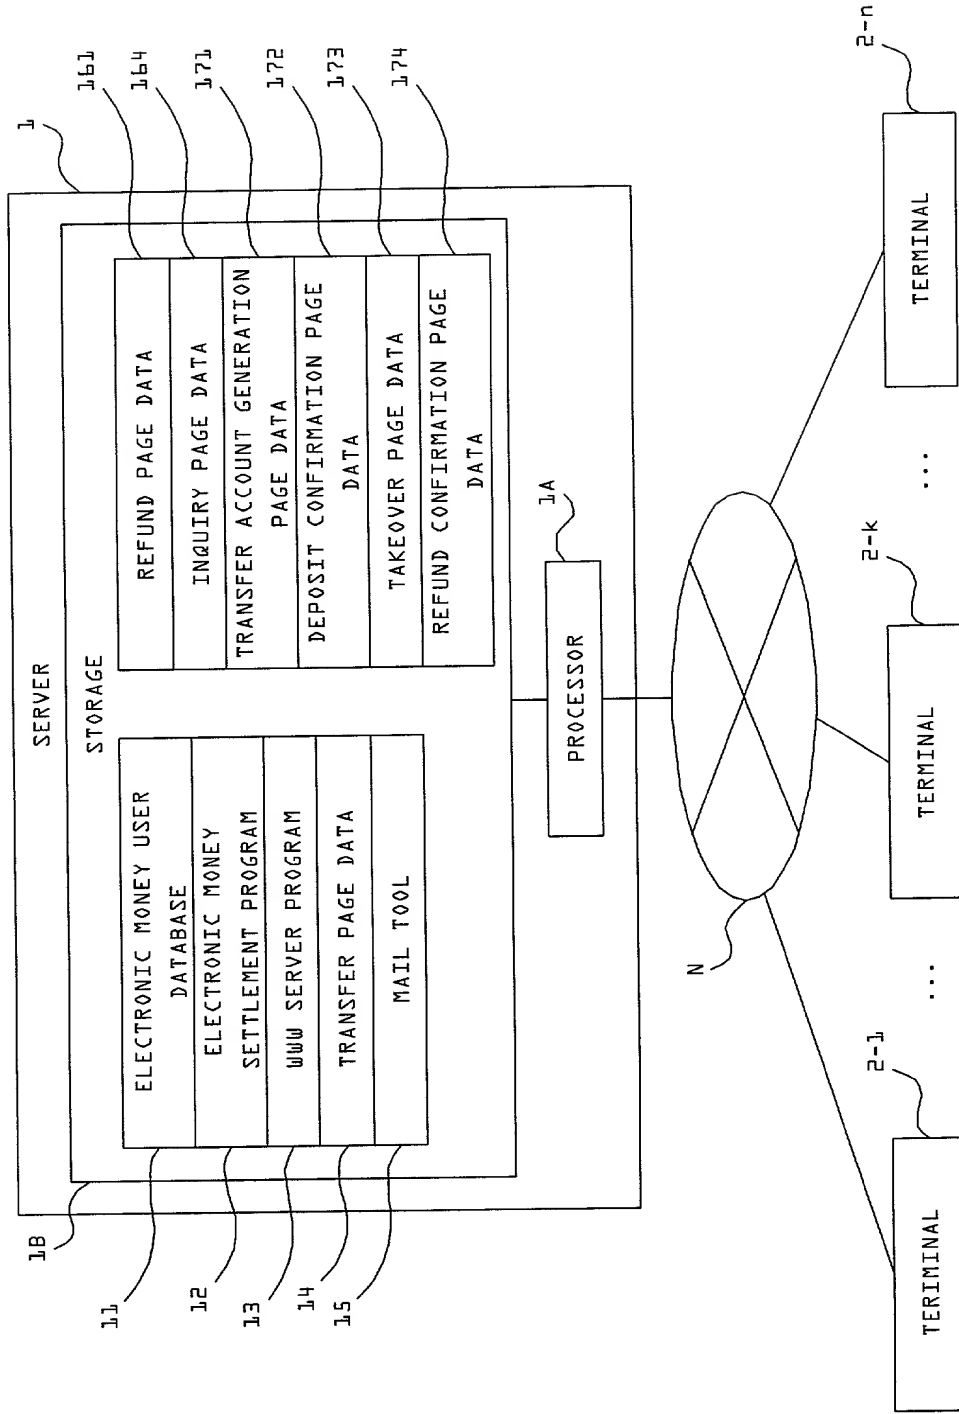 SERVER
1
STORAGE
1B
ELECTRONIC MONEY USER
DATABASE
11
ELECTRONIC MONEY
SETTLEMENT PROGRAM
12
WWW SERVER PROGRAM
13
TRANSFER PAGE DATA
14
MAIL TOOL
15
REFUND PAGE DATA
161
INQUIRY PAGE DATA
164
TRANSFER ACCOUNT GENERATION
PAGE DATA
171
DEPOSIT CONFIRMATION PAGE
DATA
172
TAKEOVER PAGE DATA
173
REFUND CONFIRMATION PAGE
DATA
174
PROCESSOR
1A
N
2-1
TERIMINAL
...
2-k
TERMINAL
...
2-n
TERMINAL